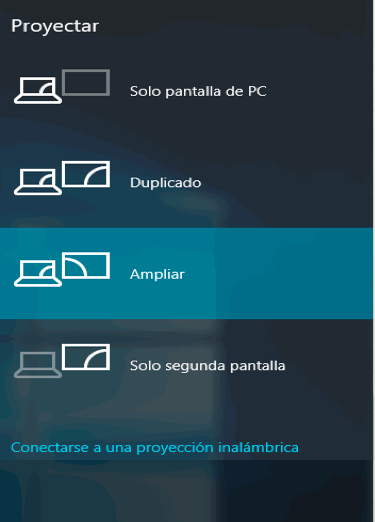 Proyectar
Solo pantalla de PC
Duplicado
Ampliar
Solo segunda pantalla
Conectarse a una proyección inalámbrica